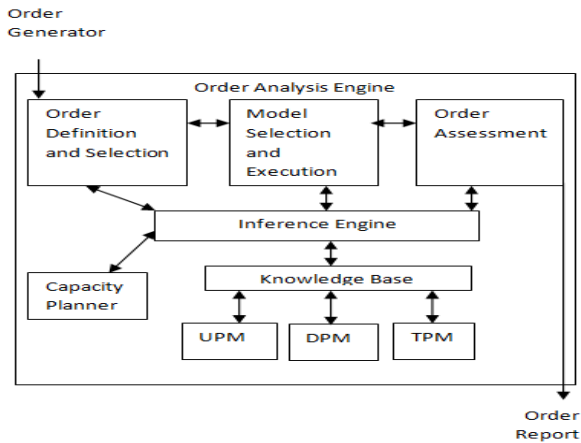 Order
Generator
Order Analysis Engine
Order
Definition
and Selection
Model
Selection
and
Execution
Order
Assessment
Inference Engine
Capacity
Planner
Knowledge Base
UPM
DPM
TPM
Order
Report